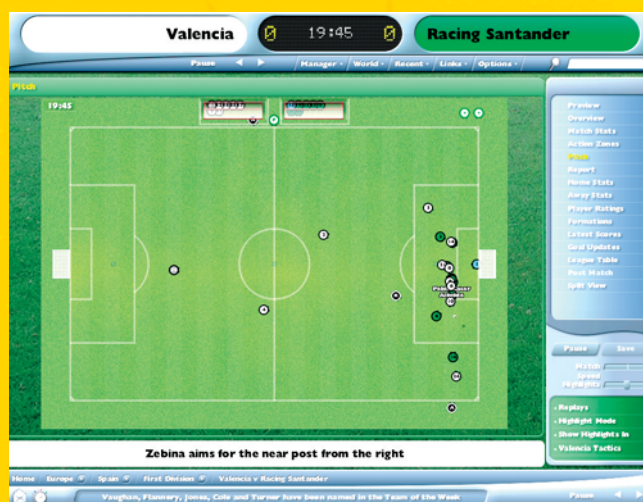 Valencia
0 19:45 0
Racing Santander
Pause
Manager
World
Recent
Links
Options
Pitch
19:45
Preview
Overview
Match Stats
Action Zones
Pitch
Report
Home Stats
Away Stats
Player Ratings
Formations
Latest Scores
Goal Updates
League Table
Post Match
Split View
Pause
Save
Match
Speed
Highlights
- Replays
- Highlight Mode
- Show Highlights In
- Valencia Tactics
Zebina aims for the near post from the right
Home
Europe
Spain
First Division
Valencia v Racing Santander
Vaughan, Flannery, Jones, Cole and Turner have been named in the Team of the Week
Pause